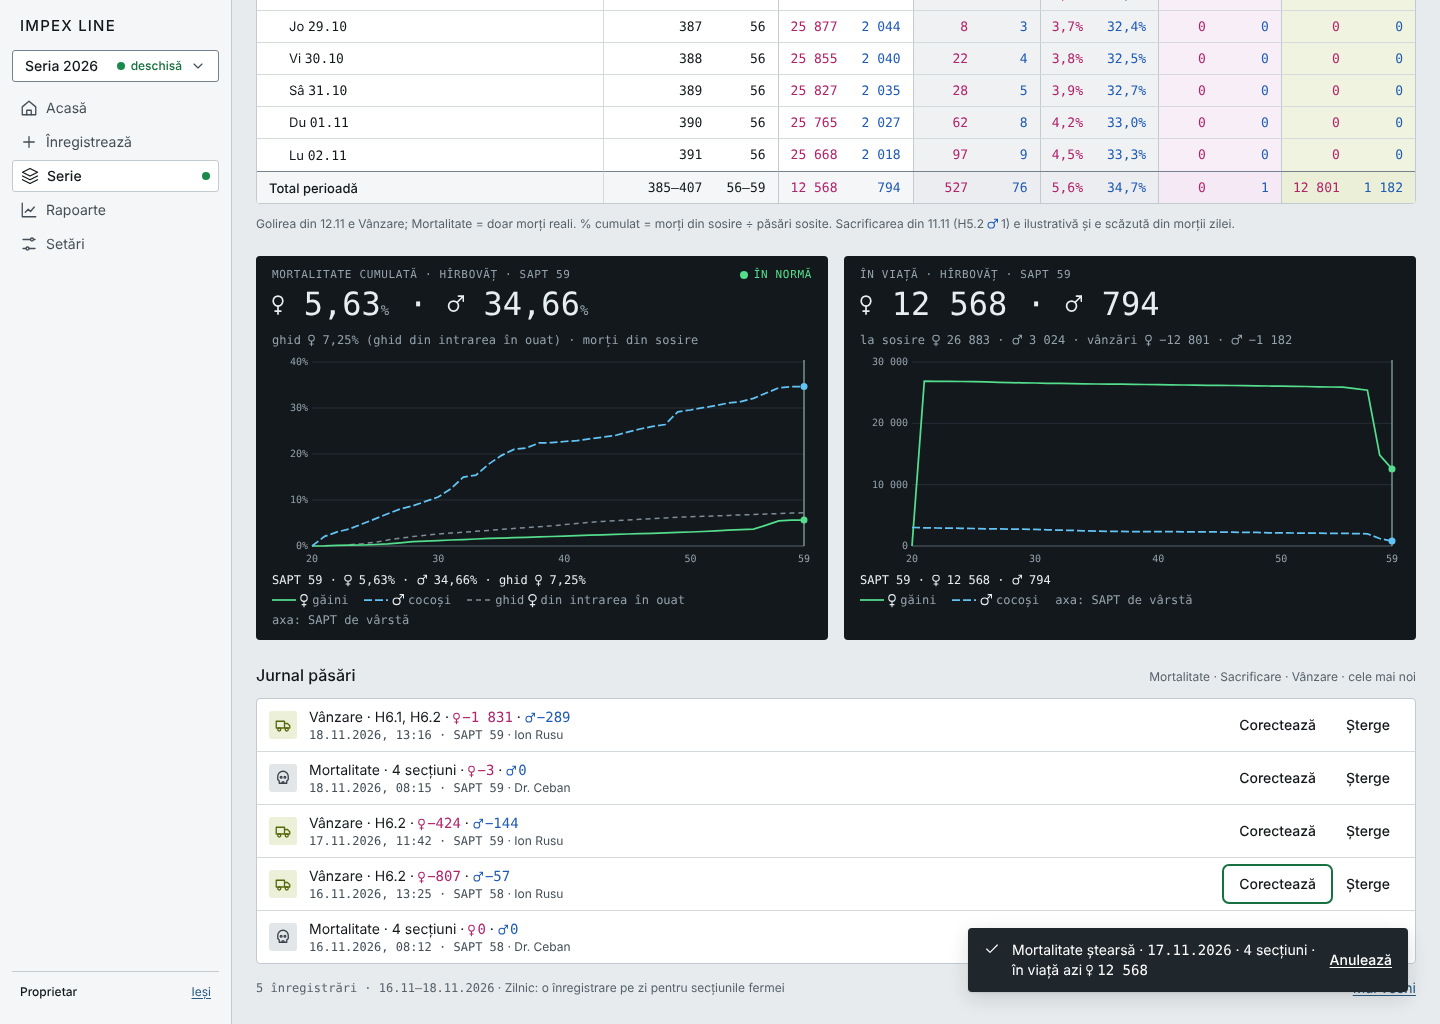 IMPEX LINE
Seria 2026 deschisă
Acasă
Înregistrează
Serie
Rapoarte
Setări
Proprietar Ieși
Jo 29.10 387 56 25 877 2 044 8 3 3,7% 32,4% 0 0 0 0
Vi 30.10 388 56 25 855 2 040 22 4 3,8% 32,5% 0 0 0 0
Sâ 31.10 389 56 25 827 2 035 28 5 3,9% 32,7% 0 0 0 0
Du 01.11 390 56 25 765 2 027 62 8 4,2% 33,0% 0 0 0 0
Lu 02.11 391 56 25 668 2 018 97 9 4,5% 33,3% 0 0 0 0
Total perioadă 385–407 56–59 12 568 794 527 76 5,6% 34,7% 0 1 12 801 1 182
Golirea din 12.11 e Vânzare; Mortalitate = doar morți reali. % cumulat = morți din sosire ÷ păsări sosite. Sacrificarea din 11.11 (H5.2 ♂ 1) e ilustrativă și e scăzută din morții zilei.
MORTALITATE CUMULATĂ · HÎRBOVĂȚ · SAPT 59 ÎN NORMĂ
♀ 5,63% · ♂ 34,66%
ghid ♀ 7,25% (ghid din intrarea în ouat) · morți din sosire
40%
30%
20%
10%
0%
20 30 40 50 59
SAPT 59 · ♀ 5,63% · ♂ 34,66% · ghid ♀ 7,25%
♀ găini ♂ cocoși ghid ♀ din intrarea în ouat
axa: SAPT de vârstă
ÎN VIAȚĂ · HÎRBOVĂȚ · SAPT 59
♀ 12 568 · ♂ 794
la sosire ♀ 26 883 · ♂ 3 024 · vânzări ♀ −12 801 · ♂ −1 182
30 000
20 000
10 000
0
20 30 40 50 59
SAPT 59 · ♀ 12 568 · ♂ 794
♀ găini ♂ cocoși axa: SAPT de vârstă
Jurnal păsări Mortalitate · Sacrificare · Vânzare · cele mai noi
Vânzare · H6.1, H6.2 · ♀−1 831 · ♂−289
18.11.2026, 13:16 · SAPT 59 · Ion Rusu
Corectează Șterge
Mortalitate · 4 secțiuni · ♀−3 · ♂0
18.11.2026, 08:15 · SAPT 59 · Dr. Ceban
Corectează Șterge
Vânzare · H6.2 · ♀−424 · ♂−144
17.11.2026, 11:42 · SAPT 59 · Ion Rusu
Corectează Șterge
Vânzare · H6.2 · ♀−807 · ♂−57
16.11.2026, 13:25 · SAPT 58 · Ion Rusu
Corectează Șterge
Mortalitate · 4 secțiuni · ♀0 · ♂0
16.11.2026, 08:12 · SAPT 58 · Dr. Ceban
Mortalitate ștearsă · 17.11.2026 · 4 secțiuni ·
în viață azi ♀ 12 568
Anulează
5 înregistrări · 16.11–18.11.2026 · Zilnic: o înregistrare pe zi pentru secțiunile fermei